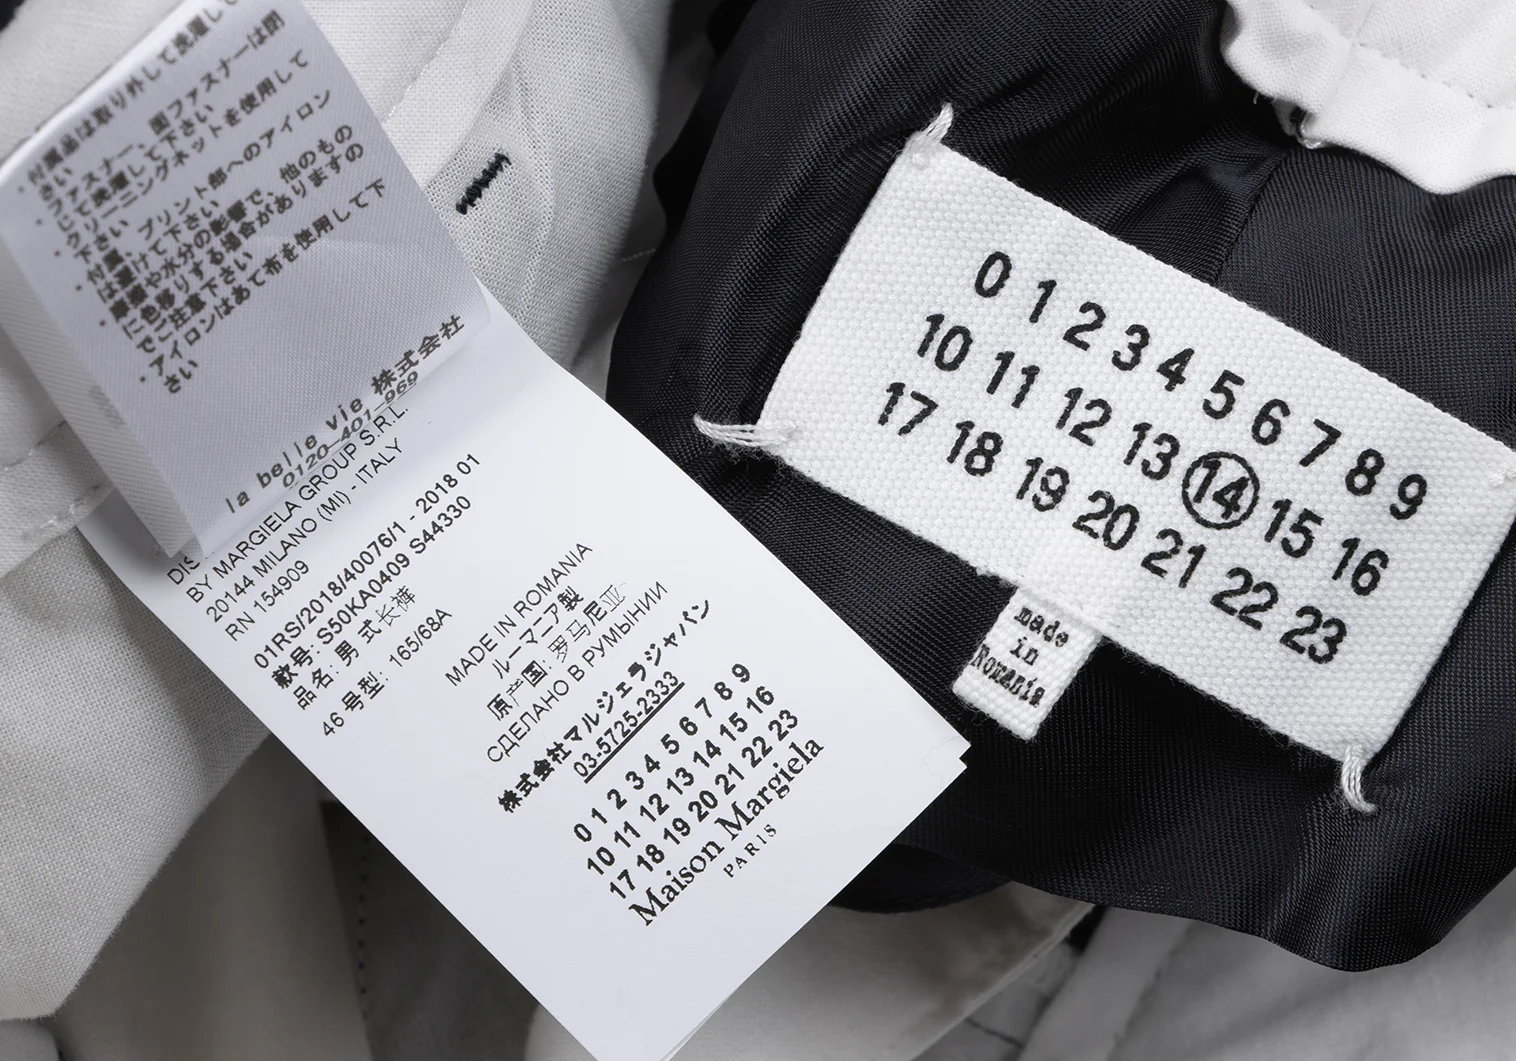 ・付属品は取り外して洗濯して
さい
・ファスナー、面ファスナーは閉
じて洗濯して下さい
・クリーニングネットを使用して
下さい
・付属、プリント部へのアイロン
は避けて下さい
・摩擦や水分の影響で、他のもの
に色移りする場合がありますの
でご注意下さい
・アイロンはあて布を使用して下
さい
la belle vie 株式会社
0120-401-969
BY MARGIELA GROUP S.R.L.
20144 MILANO (MI) - ITALY
RN 154909
01RS/2018/40076/1 - 2018 01
款号: S50KA0409 S44330
品名: 男式长裤
46 号型: 165/68A
MADE IN ROMANIA
ルーマニア製
原产国: 罗马尼亚
СДЕЛАНО В РУМЫНИИ
株式会社マルジェラジャパン
03-5725-2333
0 1 2 3 4 5 6 7 8 9
10 11 12 13 14 15 16
17 18 19 20 21 22 23
Maison Margiela
PARIS
0 1 2 3 4 5 6 7 8 9
10 11 12 13 14 15 16
17 18 19 20 21 22 23
made
in
Romania